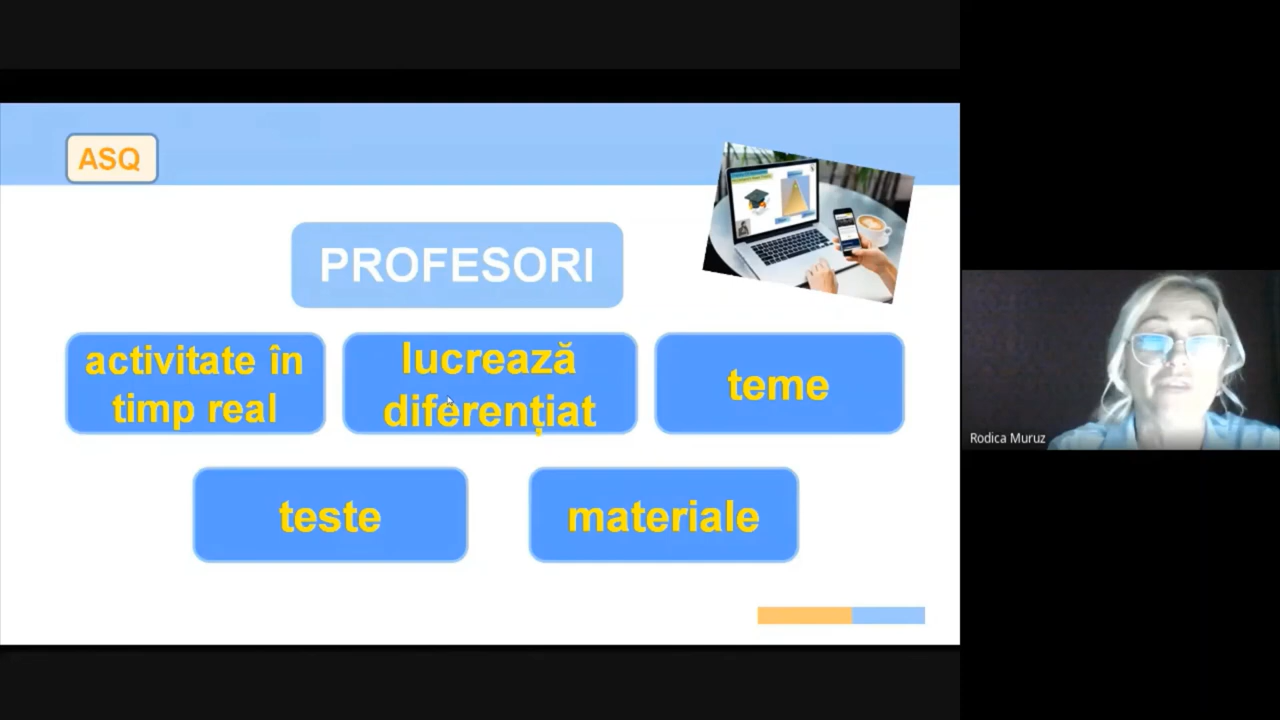 ASQ
PROFESORI
activitate în
timp real
lucrează
diferențiat
teme
teste
materiale
Rodica Muruz